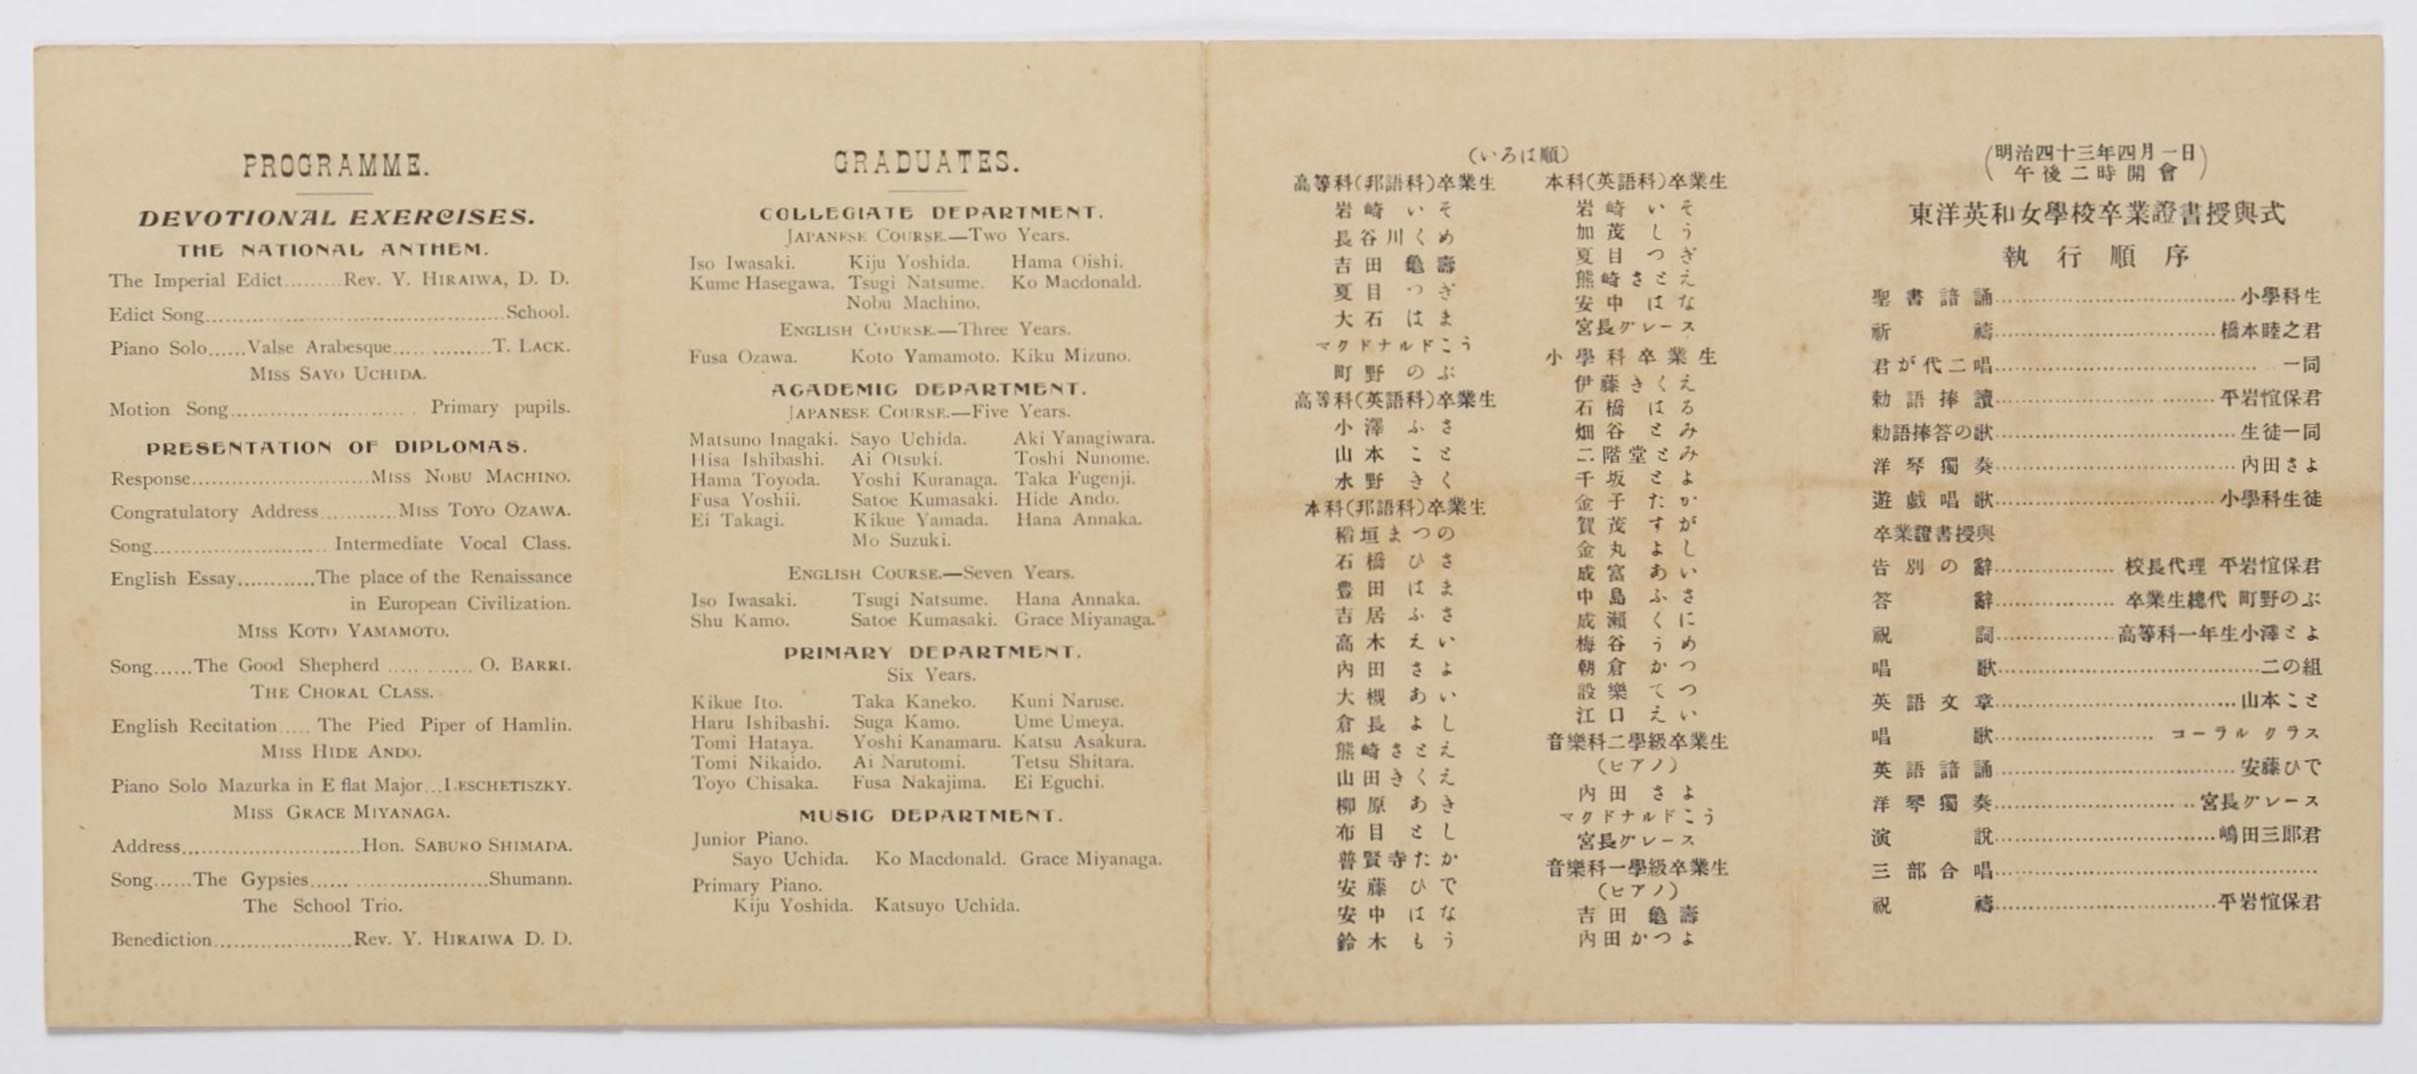 PROGRAMME.
DEVOTIONAL EXERCISES.
THE NATIONAL ANTHEM.
The Imperial Edict.........Rev. Y. HIRAIWA, D. D.
Edict Song................................................School.
Piano Solo......Valse Arabesque.................T. LACK.
MISS SAYO UCHIDA.
Motion Song.............................. Primary pupils.
PRESENTATION OF DIPLOMAS.
Response............................MISS NOBU MACHINO.
Congratulatory Address............MISS TOYO OZAWA.
Song........................... Intermediate Vocal Class.
English Essay............The place of the Renaissance
in European Civilization.
MISS KOTO YAMAMOTO.
Song......The Good Shepherd ............ O. BARRI.
THE CHORAL CLASS.
English Recitation..... The Pied Piper of Hamlin.
MISS HIDE ANDO.
Piano Solo Mazurka in E flat Major...LESCHETISZKY.
MISS GRACE MIYANAGA.
Address............................Hon. SABURO SHIMADA.
Song......The Gypsies...... .....................Shumann.
The School Trio.
Benediction......................Rev. Y. HIRAIWA D. D.
GRADUATES.
COLLEGIATE DEPARTMENT.
JAPANESE COURSE.—Two Years.
Iso Iwasaki. Kiju Yoshida. Hama Oishi.
Kume Hasegawa. Tsugi Natsume. Ko Macdonald.
Nobu Machino.
ENGLISH COURSE.—Three Years.
Fusa Ozawa. Koto Yamamoto. Kiku Mizuno.
ACADEMIC DEPARTMENT.
JAPANESE COURSE.—Five Years.
Matsuno Inagaki. Sayo Uchida. Aki Yanagiwara.
Hisa Ishibashi. Ai Otsuki. Toshi Nunome.
Hama Toyoda. Yoshi Kuranaga. Taka Fugenji.
Fusa Yoshii. Satoe Kumasaki. Hide Ando.
Ei Takagi. Kikue Yamada. Hana Annaka.
Mo Suzuki.
ENGLISH COURSE.—Seven Years.
Iso Iwasaki. Tsugi Natsume. Hana Annaka.
Shu Kamo. Satoe Kumasaki. Grace Miyanaga.
PRIMARY DEPARTMENT.
Six Years.
Kikue Ito. Taka Kaneko. Kuni Naruse.
Haru Ishibashi. Suga Kamo. Ume Umeya.
Tomi Hataya. Yoshi Kanamaru. Katsu Asakura.
Tomi Nikaido. Ai Narutomi. Tetsu Shitara.
Toyo Chisaka. Fusa Nakajima. Ei Eguchi.
MUSIC DEPARTMENT.
Junior Piano.
Sayo Uchida. Ko Macdonald. Grace Miyanaga.
Primary Piano.
Kiju Yoshida. Katsuyo Uchida.
(いろは順)
高等科(邦語科)卒業生
岩崎いそ
長谷川くめ
吉田亀壽
夏目つぎ
大石はま
マクドナルドこう
町野のぶ
高等科(英語科)卒業生
小澤ふさ
山本こと
水野きく
本科(邦語科)卒業生
稻垣まつの
石橋ひさ
豊田はま
吉居ふさ
高木えい
內田さよ
大槻あい
倉長よし
熊崎さとえ
山田きくえ
柳原あき
布目とし
普賢寺たか
安藤ひで
安中はな
鈴木もう
本科(英語科)卒業生
岩崎いそ
加茂しう
夏目つぎ
熊崎さとえ
安中はな
宮長グレース
小學科卒業生
伊藤きくえ
石橋はる
畑谷とみ
二階堂とみ
千坂とよ
金子たか
賀茂すが
金丸よし
成富あい
中島ふさ
成瀨くに
梅谷うめ
朝倉かつ
設樂てつ
江口えい
音樂科二學級卒業生
(ピアノ)
內田さよ
マクドナルドこう
宮長グレース
音樂科一學級卒業生
(ピアノ)
吉田亀壽
內田かつよ
(明治四十三年四月一日
午後二時開會)
東洋英和女學校卒業證書授與式
執行順序
聖書諳誦....................................小學科生
祈禱.................................橋本睦之君
君が代二唱....................................... 一同
勅語捧讀.................................平岩愃保君
勅語捧答の歌....................................生徒一同
洋琴獨奏....................................內田さよ
遊戲唱歌.................................小學科生徒
卒業證書授與
告別の辭.................. 校長代理 平岩愃保君
答辭.................. 卒業生總代 町野のぶ
祝詞..................高等科一年生小澤とよ
唱歌.......................................二の組
英語文章....................................山本こと
唱歌........................ コーラルクラス
英語諳誦....................................安藤ひで
洋琴獨奏..............................宮長グレース
演說.................................嶋田三郎君
三部合唱................................................
祝禱.................................平岩愃保君